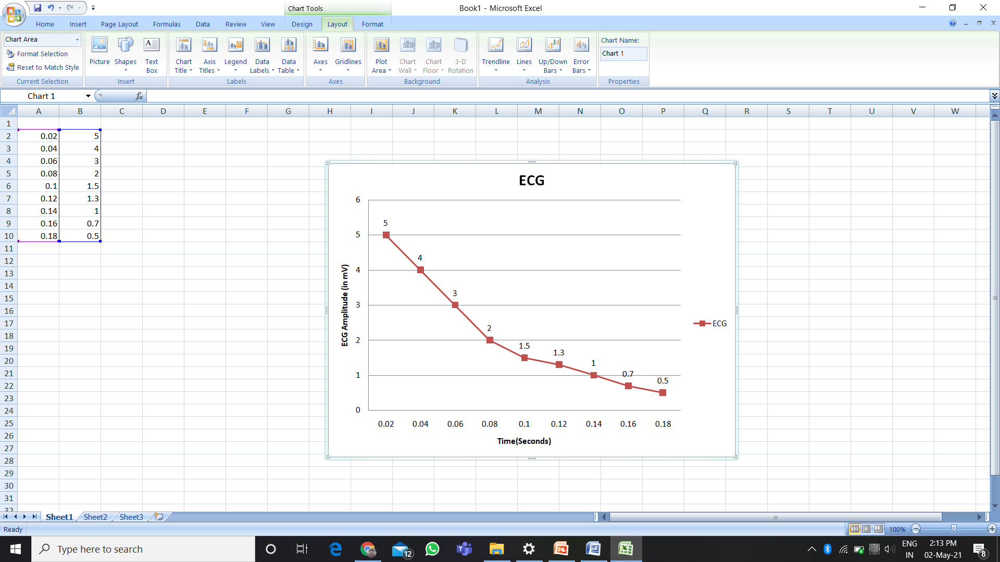 Chart Tools
Book1 - Microsoft Excel
Home Insert Page Layout Formulas Data Review View Design Layout Format
Chart Area
Format Selection
Reset to Match Style
Current Selection
Picture Shapes Text Box
Insert
Chart Title Axis Titles Legend Data Labels Data Table
Labels
Axes Gridlines
Axes
Plot Area Chart Wall Chart Floor 3-D Rotation
Background
Trendline Lines Up/Down Bars Error Bars
Analysis
Chart Name:
Chart 1
Properties
Chart 1 fx
A B C D E F G H I J K L M N O P Q R S T U V W
1
2 0.02 5
3 0.04 4
4 0.06 3
5 0.08 2
6 0.1 1.5
7 0.12 1.3
8 0.14 1
9 0.16 0.7
10 0.18 0.5
11
12
13
14
15
16
17
18
19
20
21
22
23
24
25
26
27
28
29
30
31
32
ECG
6
5
4
3
2
1
0
5
4
3
2
1.5
1.3
1
0.7
0.5
ECG Amplitude (in mV)
0.02 0.04 0.06 0.08 0.1 0.12 0.14 0.16 0.18
Time(Seconds)
ECG
Sheet1 Sheet2 Sheet3
Ready 100%
Type here to search
12
ENG
IN
2:13 PM
02-May-21
8